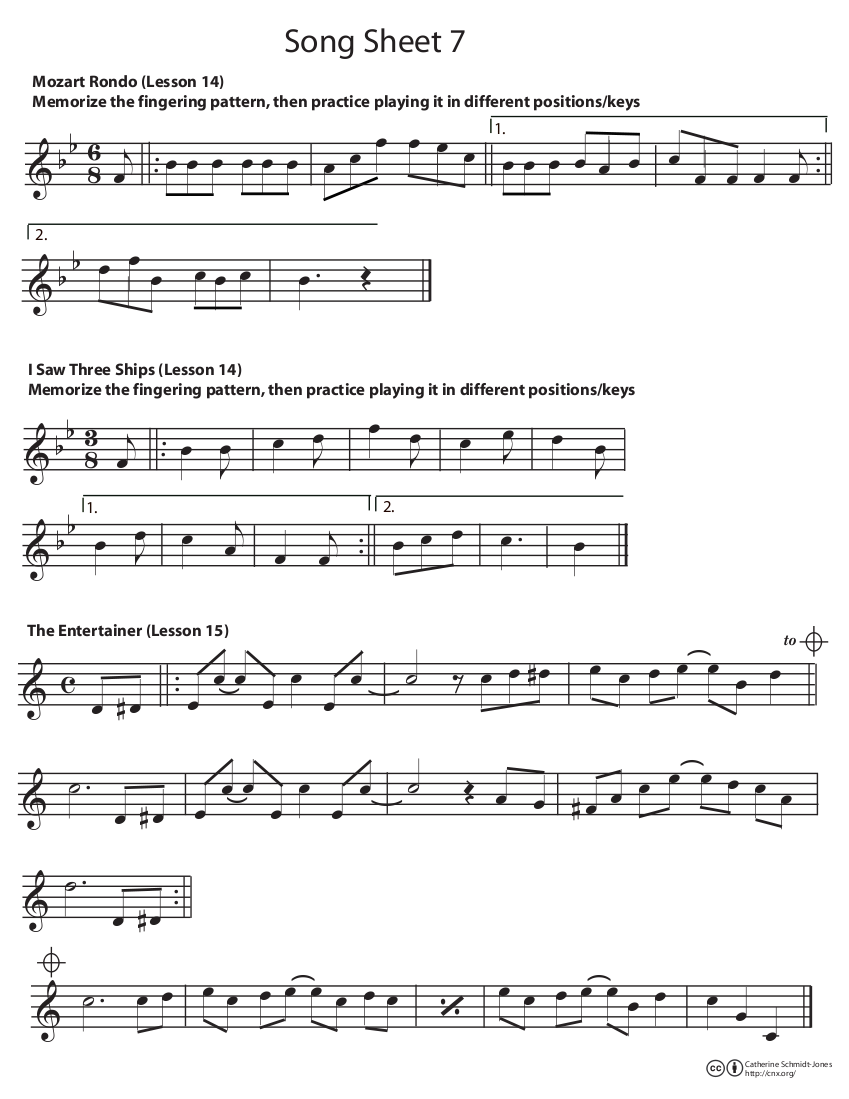 Song Sheet 7
Mozart Rondo (Lesson 14)
Memorize the fingering pattern, then practice playing it in different positions/keys
1.
6
8
2.
I Saw Three Ships (Lesson 14)
Memorize the fingering pattern, then practice playing it in different positions/keys
3
8
1.
2.
The Entertainer (Lesson 15)
to
cc
Catherine Schmidt-Jones
http://cnx.org/